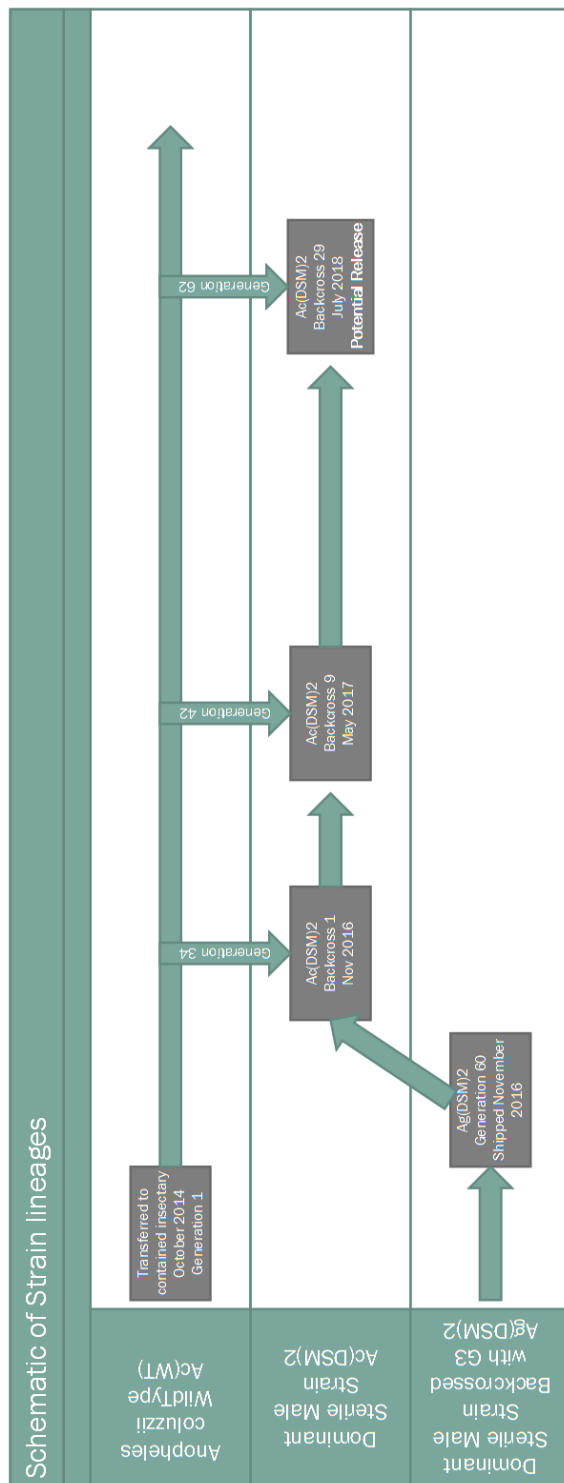 Schematic of Strain lineages
Anopheles
coluzzii
WildType
Ac(WT)
Transferred to
contained insectary
October 2014
Generation 1
Generation 34
Generation 42
Generation 62
Dominant
Sterile Male
Strain
Ac(DSM)2
Ac(DSM)2
Backcross 1
Nov 2016
Ac(DSM)2
Backcross 9
May 2017
Ac(DSM)2
Backcross 29
July 2018
Potential Release
Dominant
Sterile Male
Strain
Backcrossed
with G3
Ag(DSM)2
Ag(DSM)2
Generation 60
Shipped November
2016